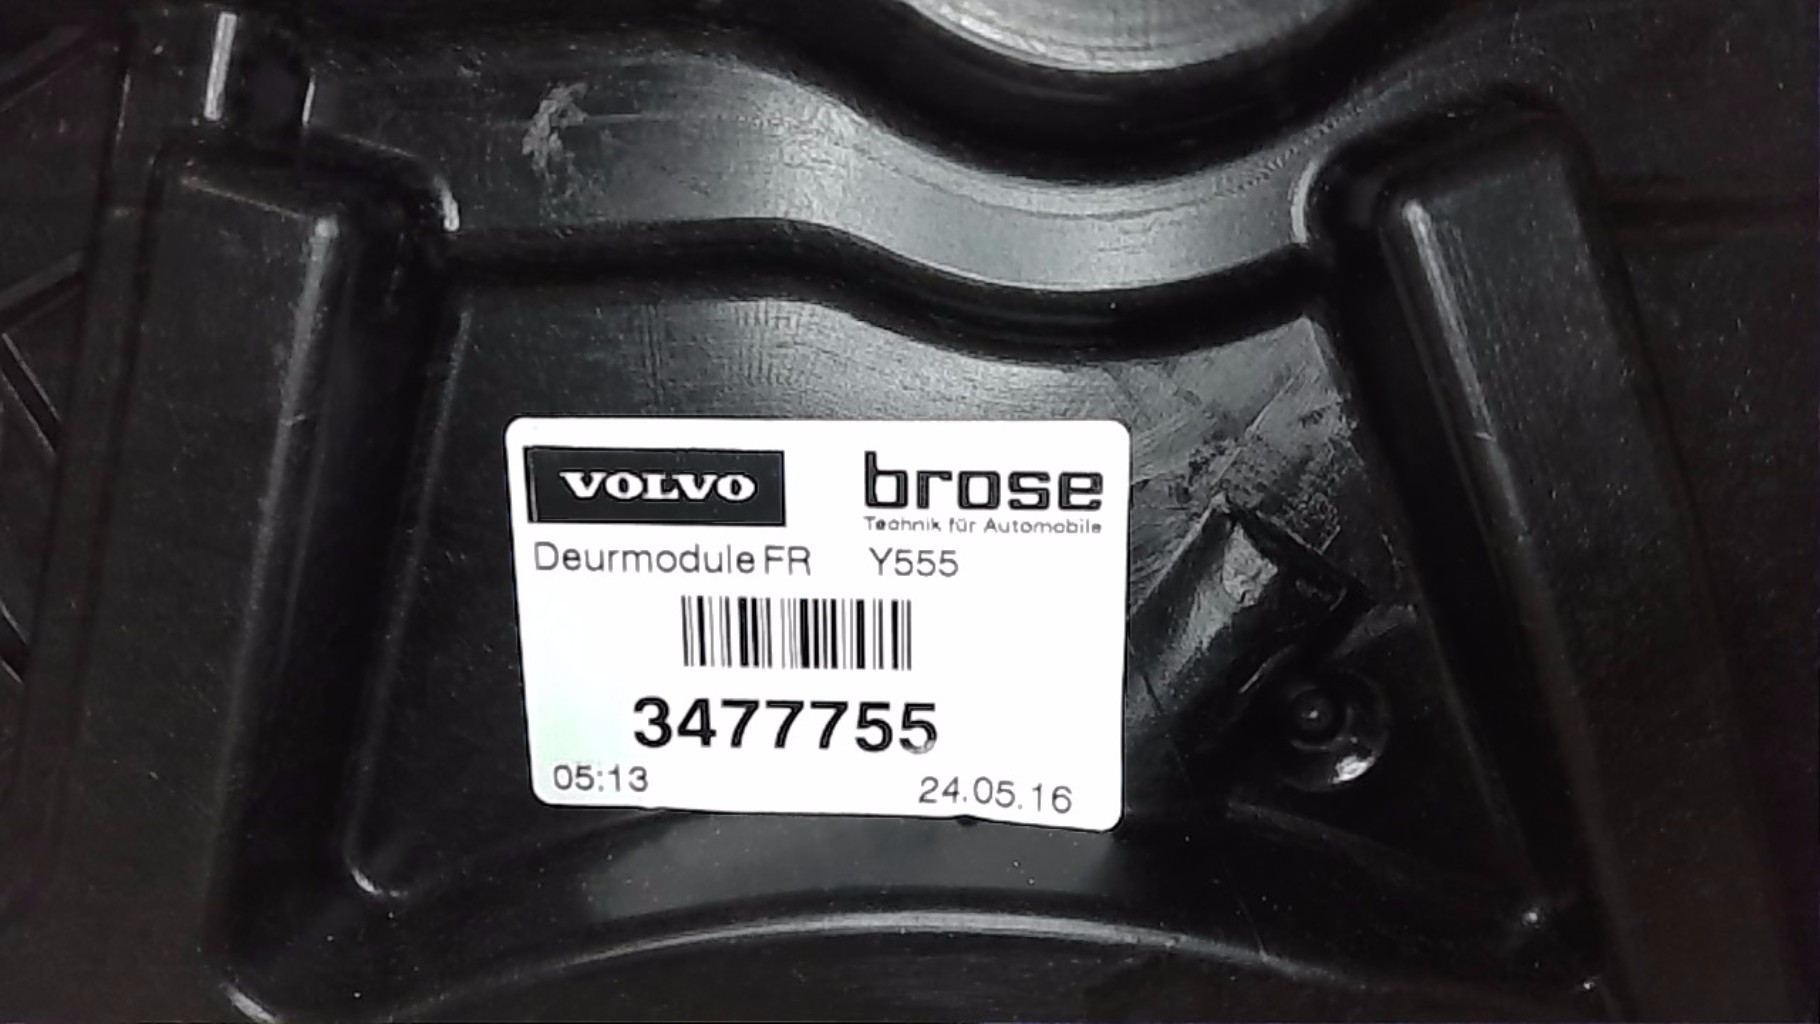 VOLVO brose
Technik für Automobile
Deurmodule FR Y555
3477755
05:13 24.05.16